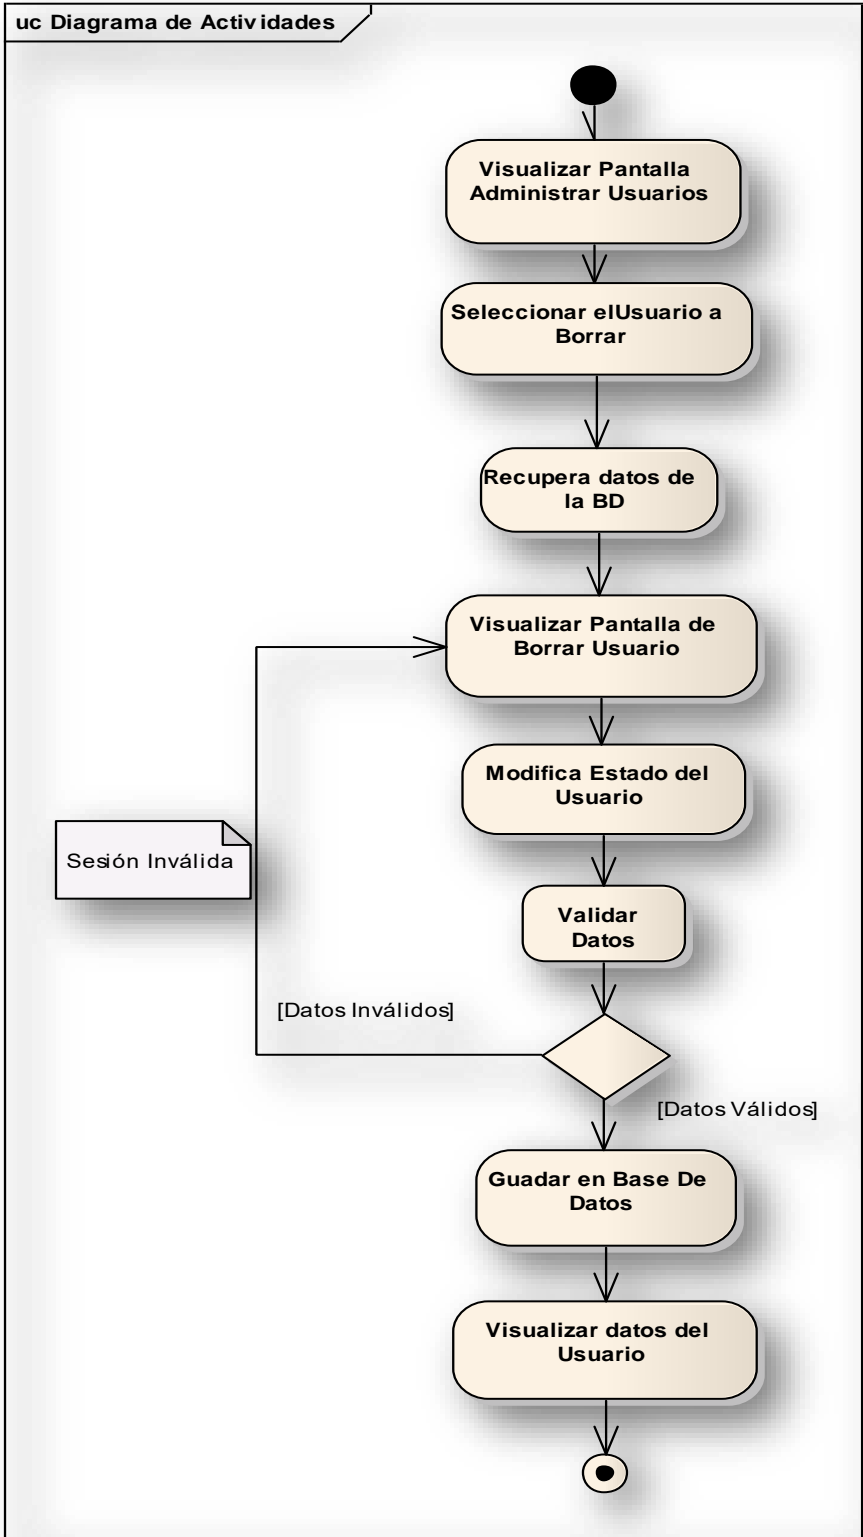 uc Diagrama de Actividades
Visualizar Pantalla
Administrar Usuarios
Seleccionar elUsuario a
Borrar
Recupera datos de
la BD
Visualizar Pantalla de
Borrar Usuario
Modifica Estado del
Usuario
Sesión Inválida
Validar
Datos
[Datos Inválidos]
[Datos Válidos]
Guadar en Base De
Datos
Visualizar datos del
Usuario